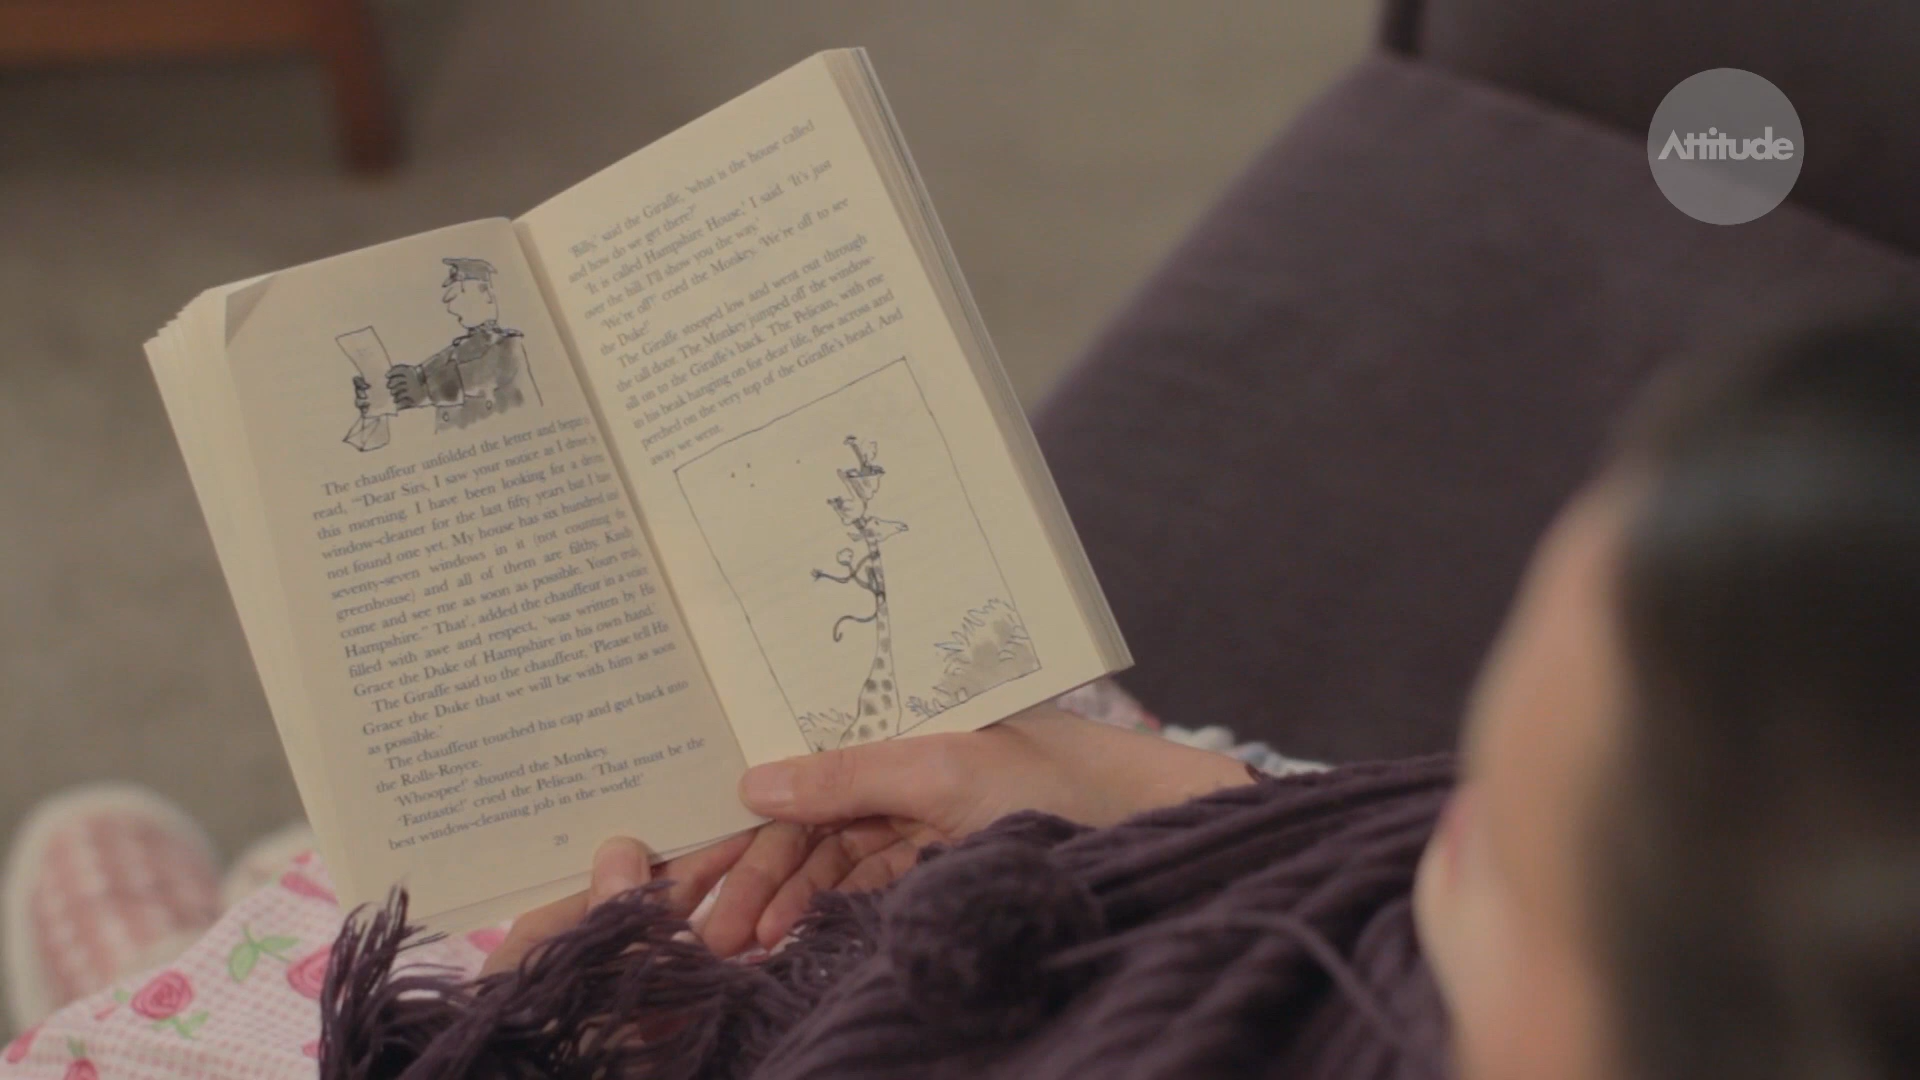 The chauffeur unfolded the letter and began
read, '"Dear Sirs, I saw your notice as I drove
this morning. I have been looking for a
window-cleaner for the last fifty years but I have
not found one yet. My house has six hundred and
seventy-seven windows in it (not counting the
greenhouse) and all of them are filthy. Kindly
come and see me as soon as possible. Yours truly,
Hampshire." That', added the chauffeur in a voice
filled with awe and respect, 'was written by His
Grace the Duke of Hampshire in his own hand.'
The Giraffe said to the chauffeur, 'Please tell His
Grace the Duke that we will be with him as soon
as possible.'
The chauffeur touched his cap and got back into
the Rolls-Royce.
'Whoopee!' shouted the Monkey.
'Fantastic!' cried the Pelican. 'That must be the
best window-cleaning job in the world!'
20
'Billy,' said the Giraffe, 'what is the house called
and how do we get there?'
'It is called Hampshire House,' I said. 'It's just
over the hill. I'll show you the way.'
'We're off!' cried the Monkey. 'We're off to see
the Duke!'
The Giraffe stooped low and went out through
the tall door. The Monkey jumped off the window-
sill on to the Giraffe's back. The Pelican, with me
in his beak hanging on for dear life, flew across and
perched on the very top of the Giraffe's head. And
away we went.
Attitude